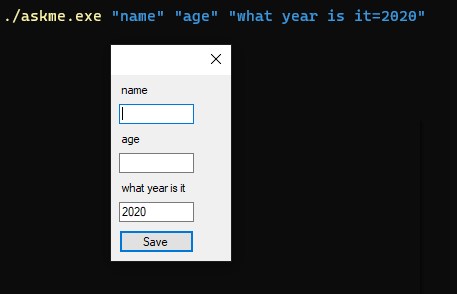 ./askme.exe "name" "age" "what year is it=2020"
name
age
what year is it
2020
Save